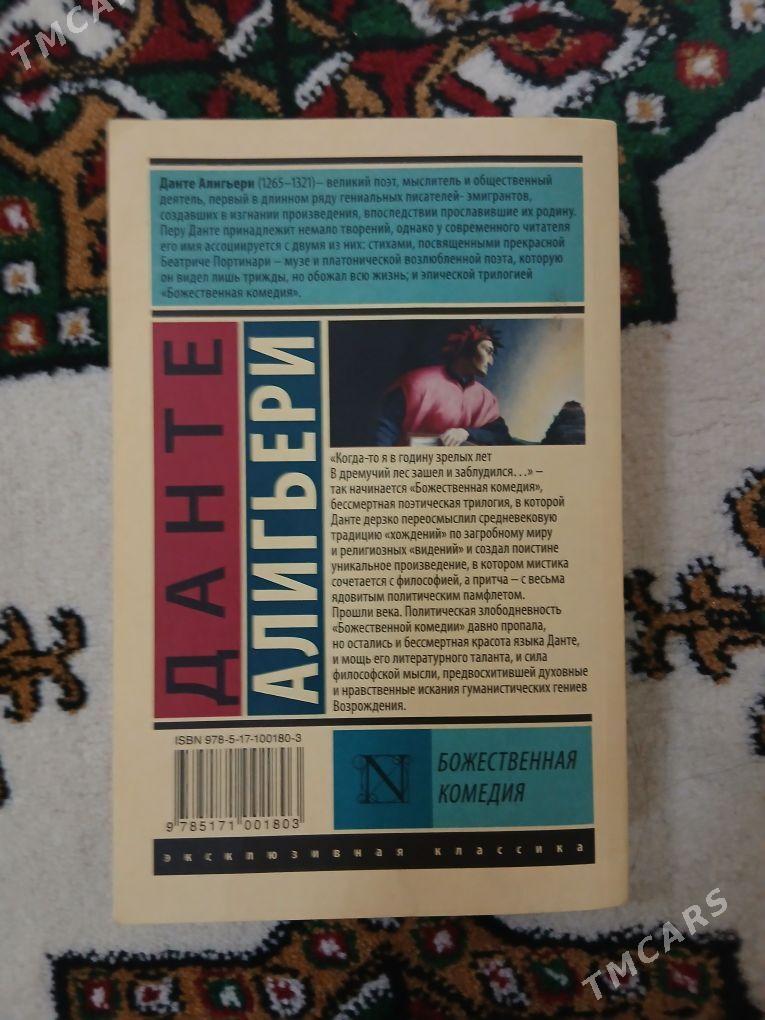 TMCARS
Данте Алигьери (1265–1321)– великий поэт, мыслитель и общественный
деятель, первый в длинном ряду гениальных писателей- эмигрантов,
создавших в изгнании произведения, впоследствии прославившие их родину.
Перу Данте принадлежит немало творений, однако у современного читателя
его имя ассоциируется с двумя из них: стихами, посвященными прекрасной
Беатриче Портинари – музе и платонической возлюбленной поэта, которую
он видел лишь трижды, но обожал всю жизнь; и эпической трилогией
«Божественная комедия».
ДАНТЕ
АЛИГЬЕРИ
«Когда-то я в годину зрелых лет
В дремучий лес зашел и заблудился…» –
так начинается «Божественная комедия»,
бессмертная поэтическая трилогия, в которой
Данте дерзко переосмыслил средневековую
традицию «хождений» по загробному миру
и религиозных «видений» и создал поистине
уникальное произведение, в котором мистика
сочетается с философией, а притча – с весьма
ядовитым политическим памфлетом.
Прошли века. Политическая злободневность
«Божественной комедии» давно пропала,
но остались и бессмертная красота языка Данте,
и мощь его литературного таланта, и сила
философской мысли, предвосхитившей духовные
и нравственные искания гуманистических гениев
Возрождения.
ISBN 978-5-17-100180-3
9 785171 001803
N
БОЖЕСТВЕННАЯ
КОМЕДИЯ
эксклюзивная классика
TMCARS